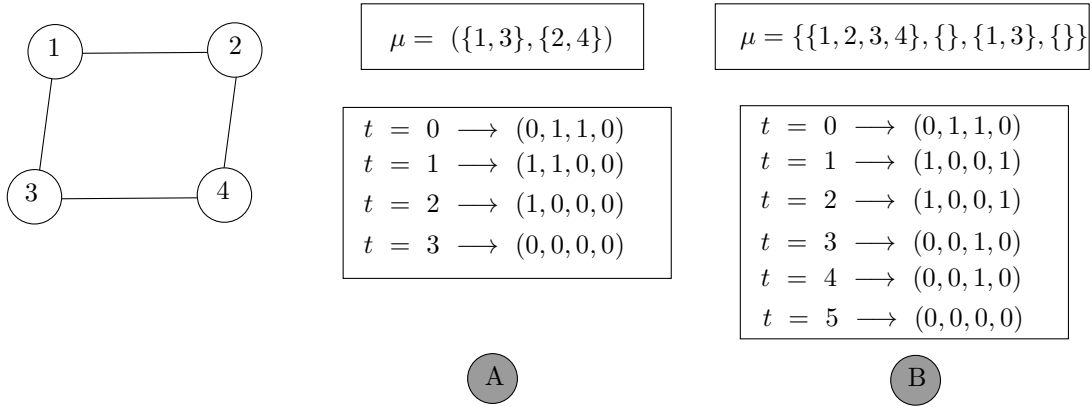 1
2
3
4
μ = ({1, 3}, {2, 4})
t = 0 ⟶ (0, 1, 1, 0)
t = 1 ⟶ (1, 1, 0, 0)
t = 2 ⟶ (1, 0, 0, 0)
t = 3 ⟶ (0, 0, 0, 0)
A
μ = {{1, 2, 3, 4}, {}, {1, 3}, {}}
t = 0 ⟶ (0, 1, 1, 0)
t = 1 ⟶ (1, 0, 0, 1)
t = 2 ⟶ (1, 0, 0, 1)
t = 3 ⟶ (0, 0, 1, 0)
t = 4 ⟶ (0, 0, 1, 0)
t = 5 ⟶ (0, 0, 0, 0)
B